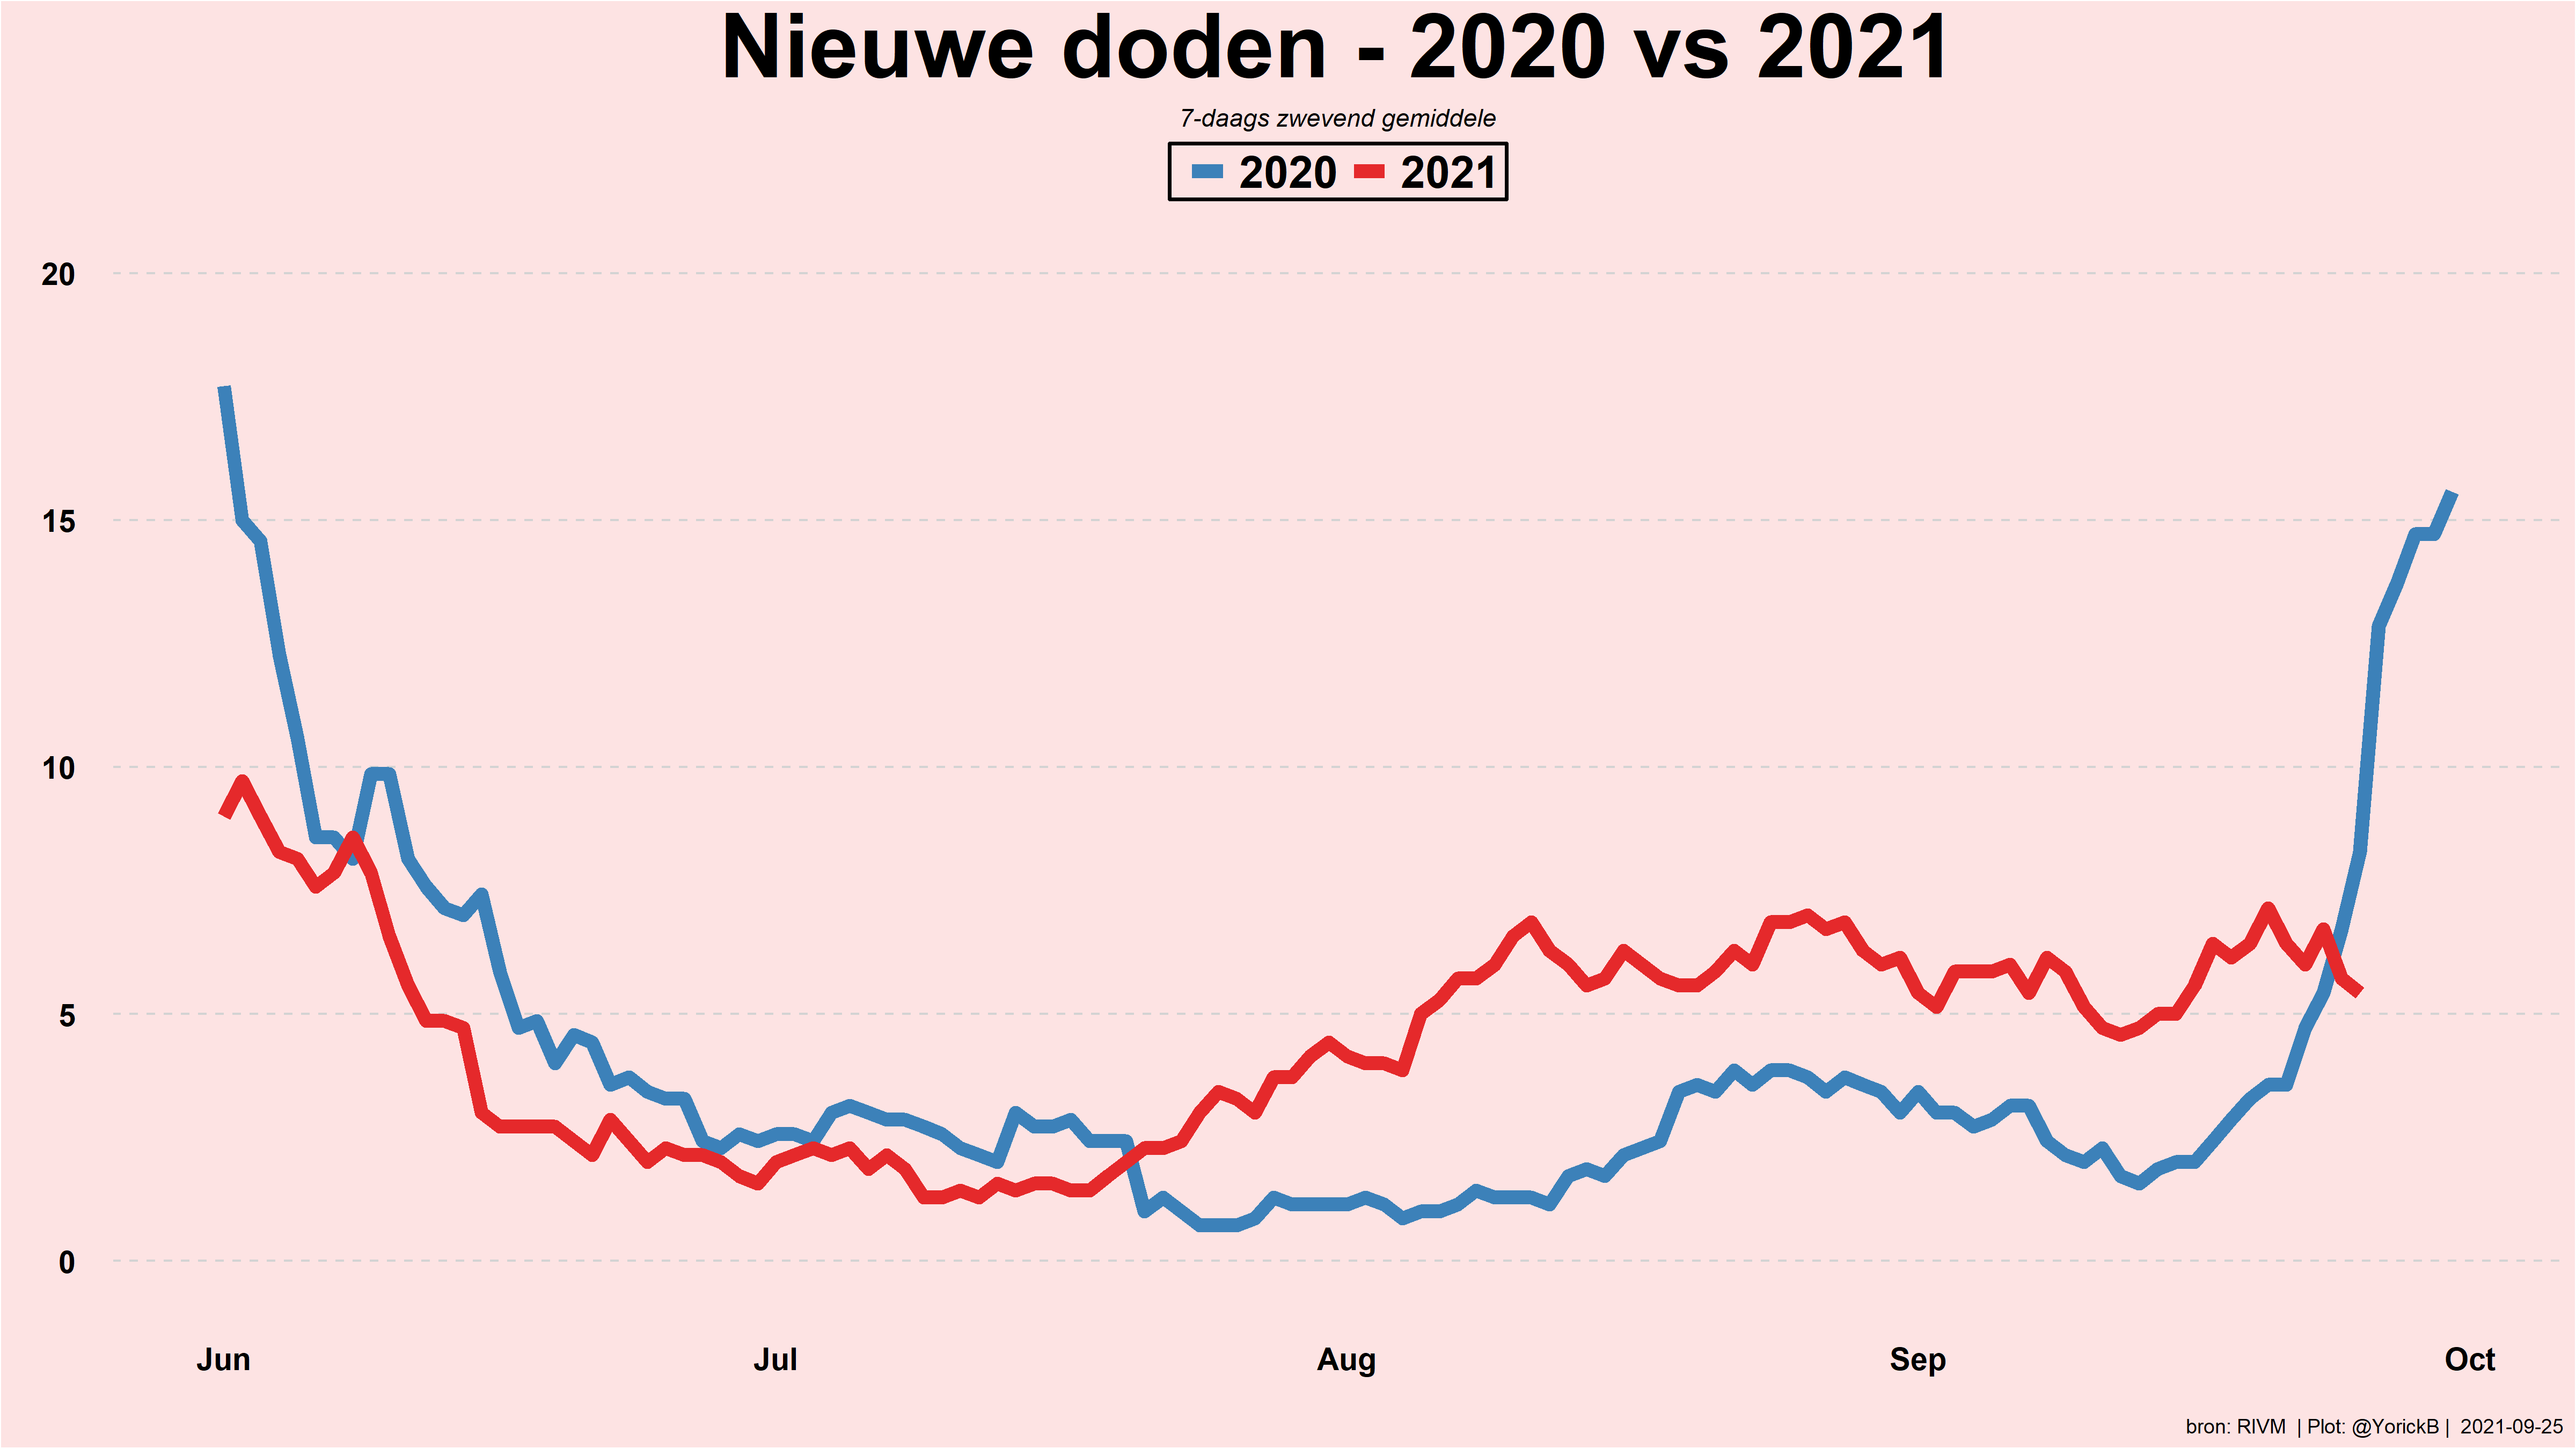 Nieuwe doden - 2020 vs 2021
7-daags zwevend gemiddele
2020 2021
20
15
10
5
0
Jun Jul Aug Sep Oct
bron: RIVM | Plot: @YorickB | 2021-09-25